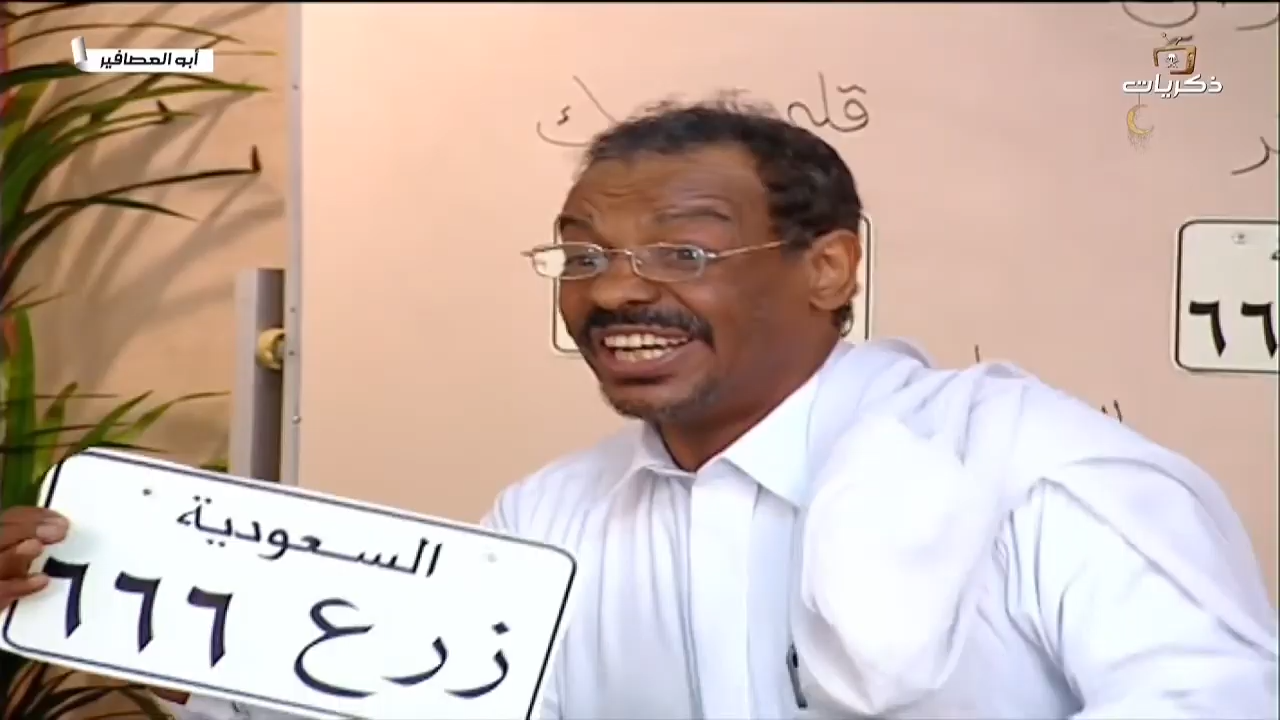 أبو العصافير
ذكريات
السعودية
زرع ٦٦٦
٦٦